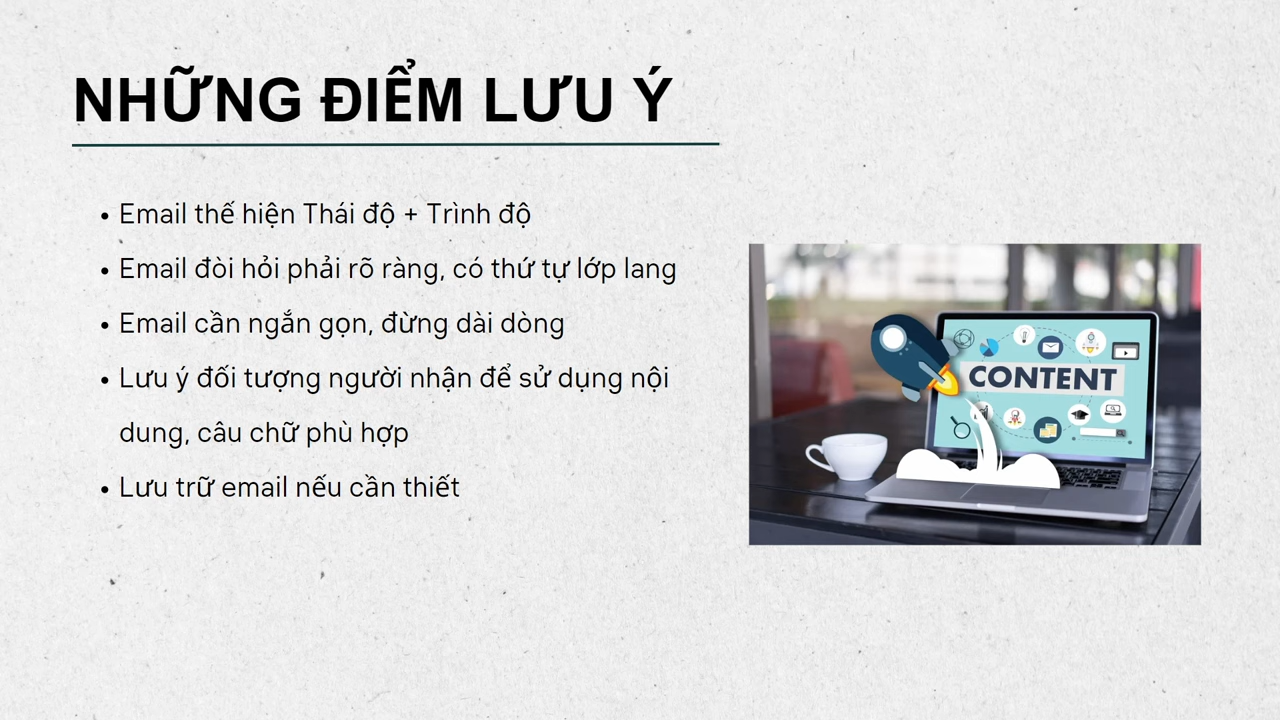 NHỮNG ĐIỂM LƯU Ý
• Email thế hiện Thái độ + Trình độ
• Email đòi hỏi phải rõ ràng, có thứ tự lớp lang
• Email cần ngắn gọn, đừng dài dòng
• Lưu ý đối tượng người nhận để sử dụng nội
dung, câu chữ phù hợp
• Lưu trữ email nếu cần thiết
CONTENT